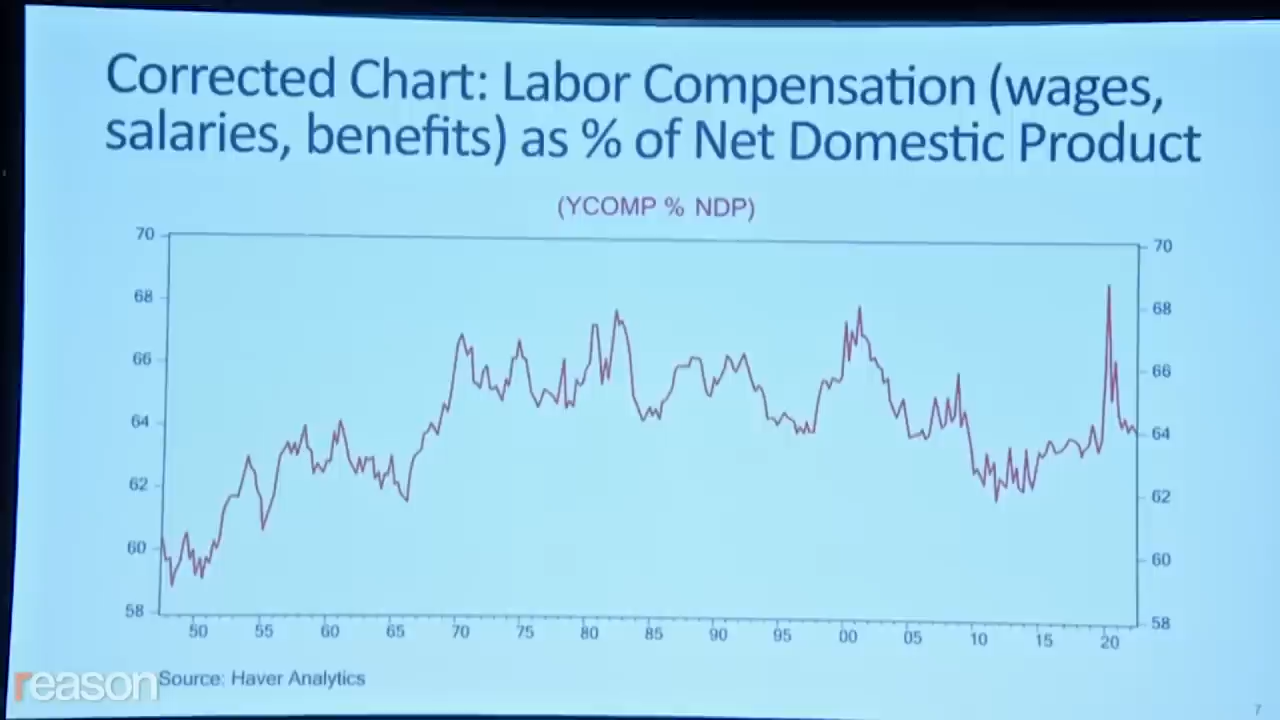 Corrected Chart: Labor Compensation (wages,
salaries, benefits) as % of Net Domestic Product
(YCOMP % NDP)
70 70
68 68
66 66
64 64
62 62
60 60
58 58
50 55 60 65 70 75 80 85 90 95 00 05 10 15 20
reason Source: Haver Analytics
7